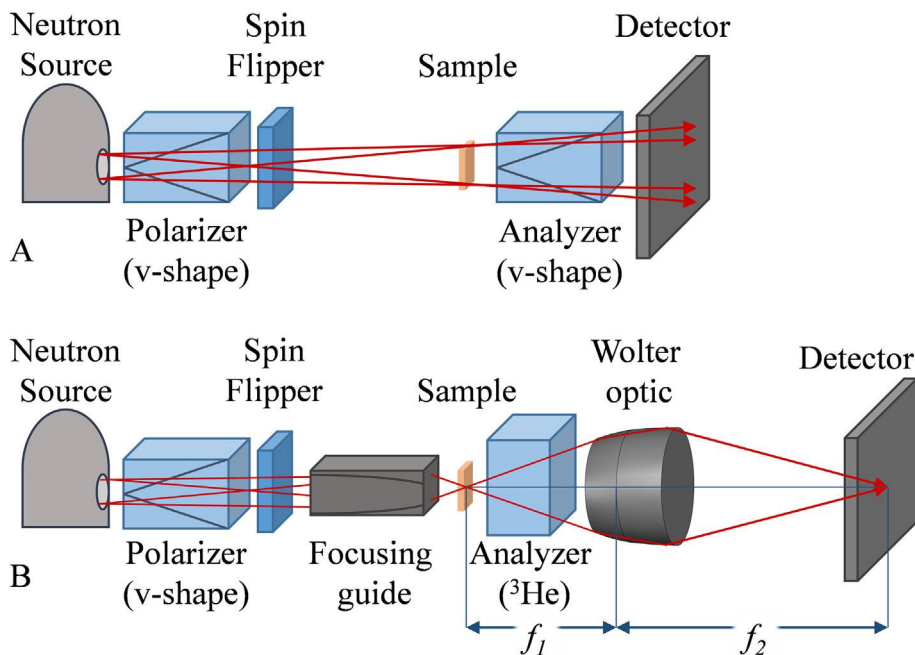 Neutron
Source
Spin
Flipper
Sample
Detector
Polarizer
(v-shape)
Analyzer
(v-shape)
A
Neutron
Source
Spin
Flipper
Sample
Wolter
optic
Detector
Polarizer
(v-shape)
Focusing
guide
Analyzer
(³He)
B
f₁
f₂